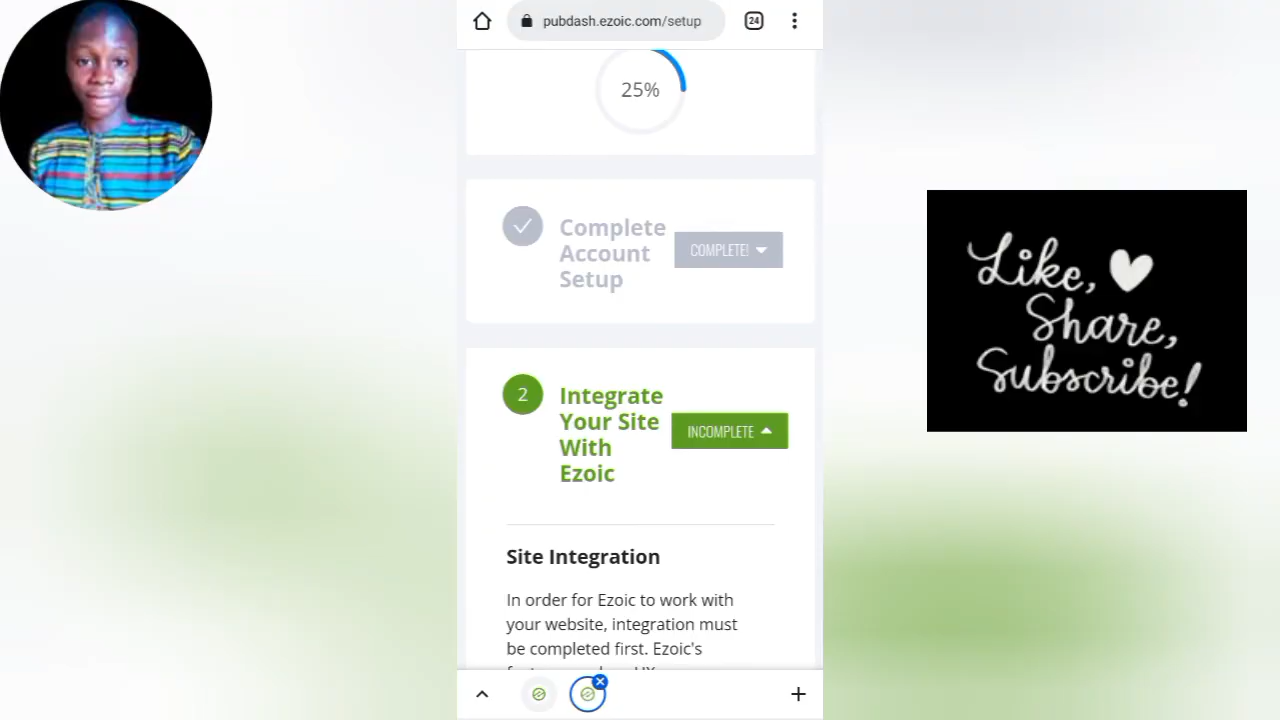 pubdash.ezoic.com/setup
24
25%
Complete
Account
Setup
COMPLETE!
2
Integrate
Your Site
With
Ezoic
INCOMPLETE
Site Integration
In order for Ezoic to work with
your website, integration must
be completed first. Ezoic's
Like,
Share,
Subscribe!